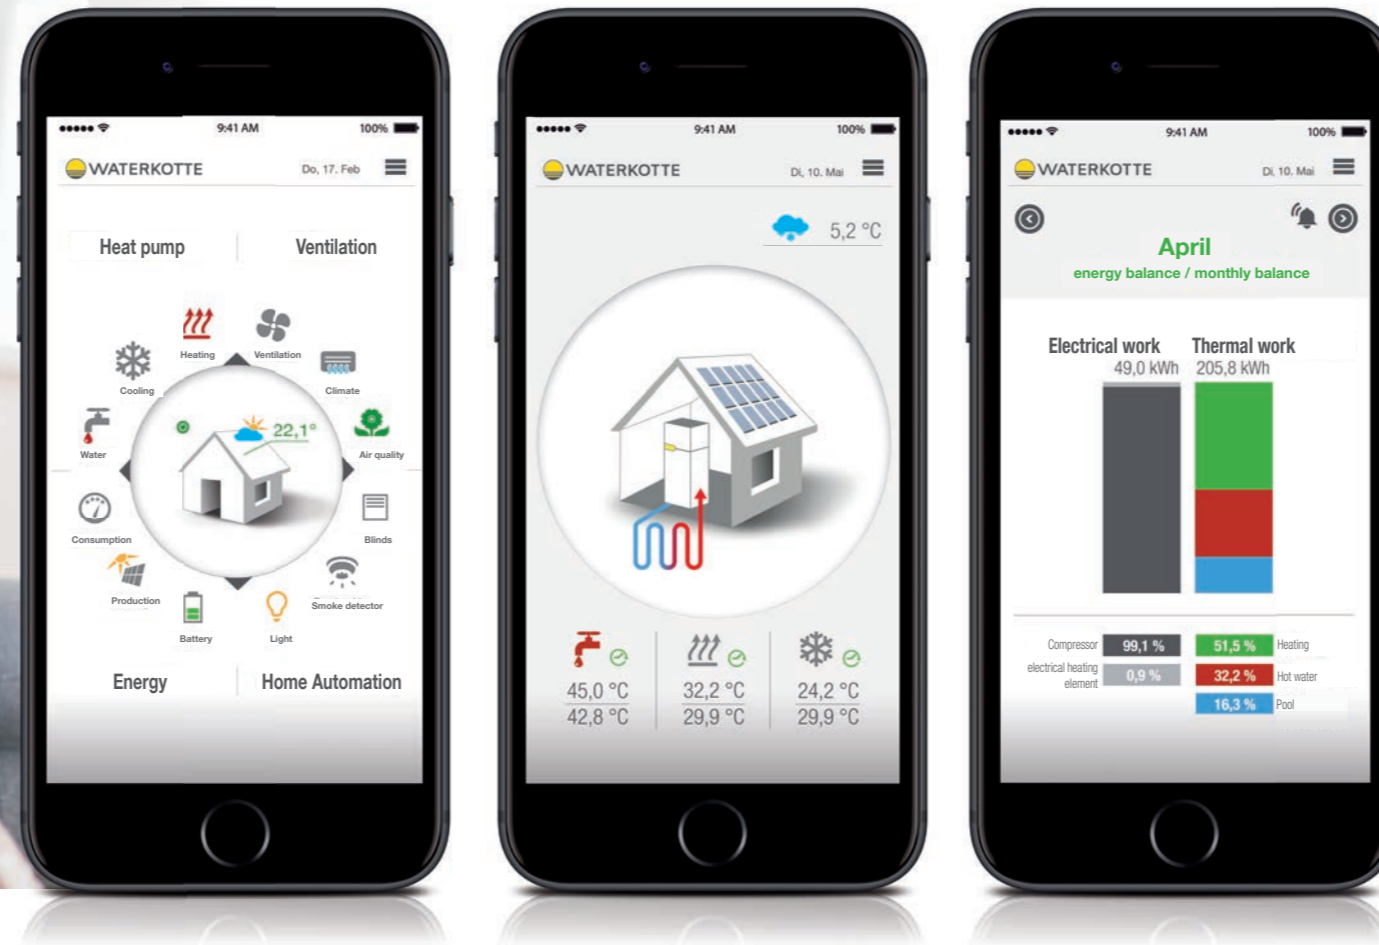 9:41 AM
100%
WATERKOTTE
Do, 17. Feb
Heat pump
Ventilation
Heating
Ventilation
Cooling
Climate
Water
22,1°
Air quality
Consumption
Blinds
Production
Smoke detector
Battery
Light
Energy
Home Automation
9:41 AM
100%
WATERKOTTE
Di, 10. Mai
5,2 °C
45,0 °C
32,2 °C
24,2 °C
42,8 °C
29,9 °C
29,9 °C
9:41 AM
100%
WATERKOTTE
Di, 10. Mai
April
energy balance / monthly balance
Electrical work
Thermal work
49,0 kWh
205,8 kWh
Compressor
99,1 %
51,5 %
Heating
electrical heating
element
0,9 %
32,2 %
Hot water
16,3 %
Pool